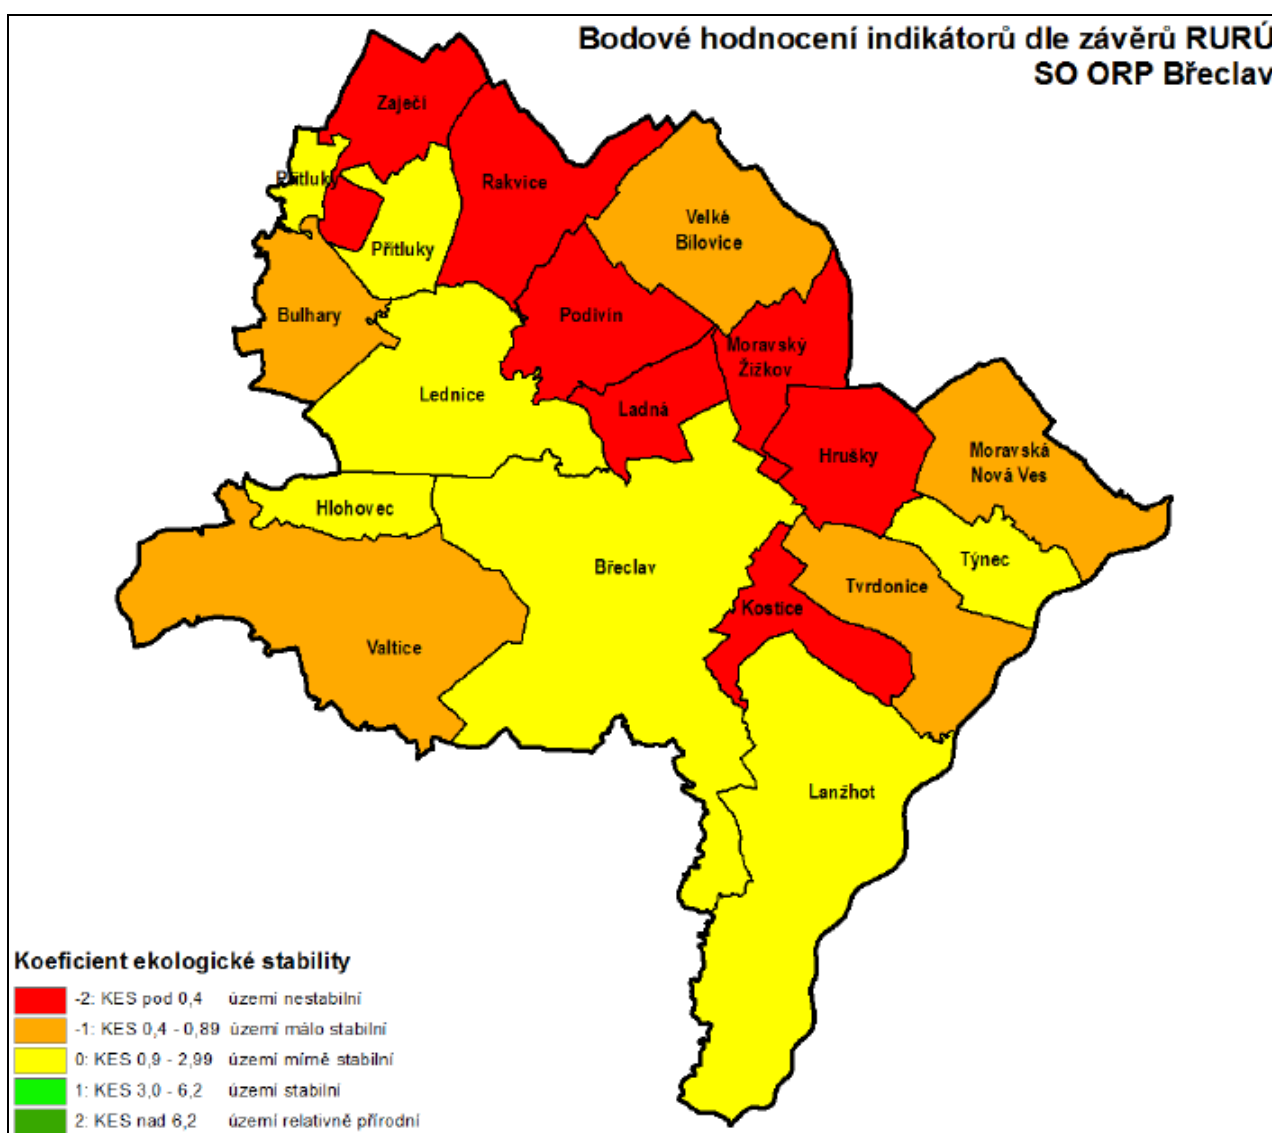 Bodové hodnocení indikátorů dle závěrů RURÚ
SO ORP Břeclav
Zaječí
Přítluky
Rakvice
Velké
Bílovice
Přítluky
Bulhary
Podivín
Moravský
Žižkov
Lednice
Ladná
Hrušky
Moravská
Nová Ves
Hlohovec
Břeclav
Týnec
Tvrdonice
Kostice
Valtice
Lanžhot
Koeficient ekologické stability
-2: KES pod 0,4 území nestabilní
-1: KES 0,4 - 0,89 území málo stabilní
0: KES 0,9 - 2,99 území mírně stabilní
1: KES 3,0 - 6,2 území stabilní
2: KES nad 6,2 území relativně přírodní